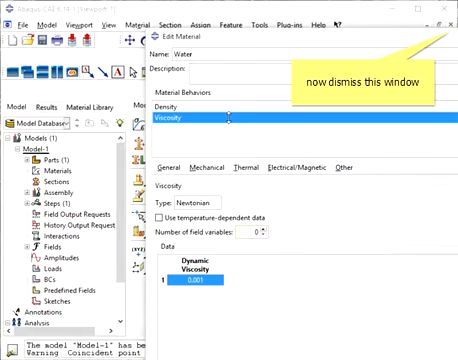 Abaqus/CAE 6.14-1 [Viewport: 1]
File Model Viewport View Material Section Assign Feature Tools Plug-ins Help
Edit Material
Name: Water
Description:
now dismiss this window
Material Behaviors
Density
Viscosity
General Mechanical Thermal Electrical/Magnetic Other
Viscosity
Type: Newtonian
Use temperature-dependent data
Number of field variables: 0
Data
Dynamic
Viscosity
1 0.001
Model Results Material Library
Model Database
Models (1)
Model-1
Parts (1)
Materials
Sections
Assembly
Steps (1)
Field Output Requests
History Output Requests
Interactions
Fields
Amplitudes
Loads
BCs
Predefined Fields
Sketches
Annotations
Analysis
The model "Model-1" has be
Warning Coincident point